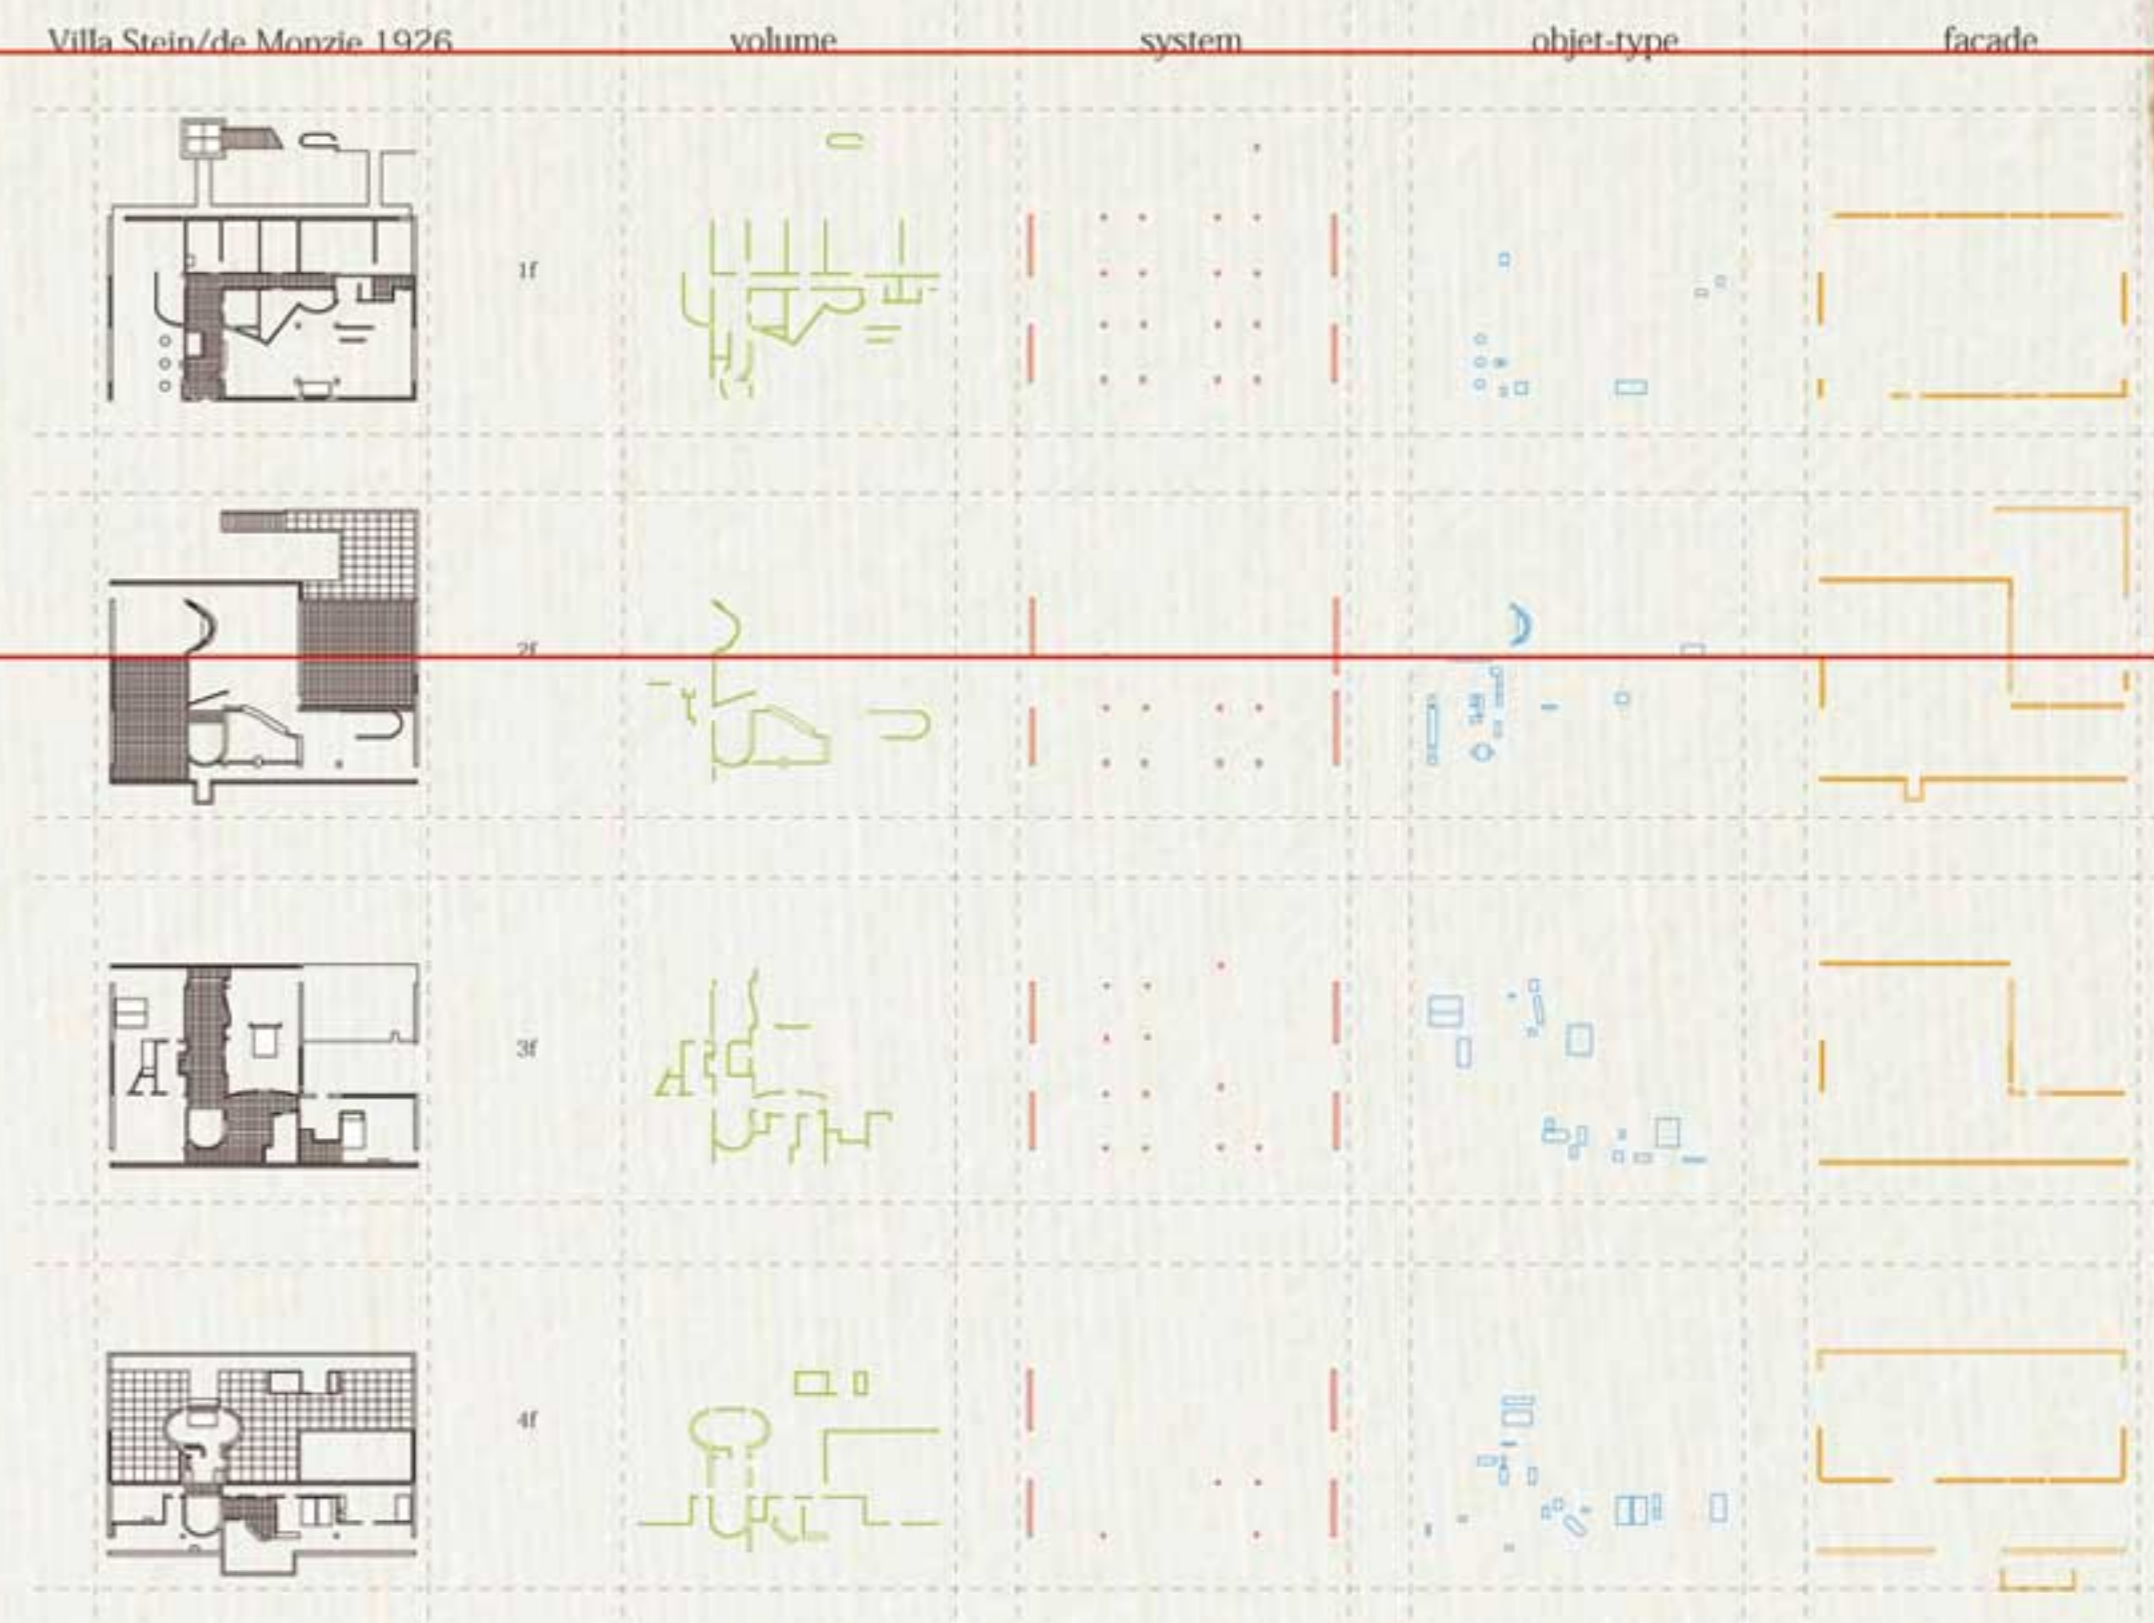 Villa Stein/de Monzie 1926 volume system objet-type facade
1f
2f
3f
4f